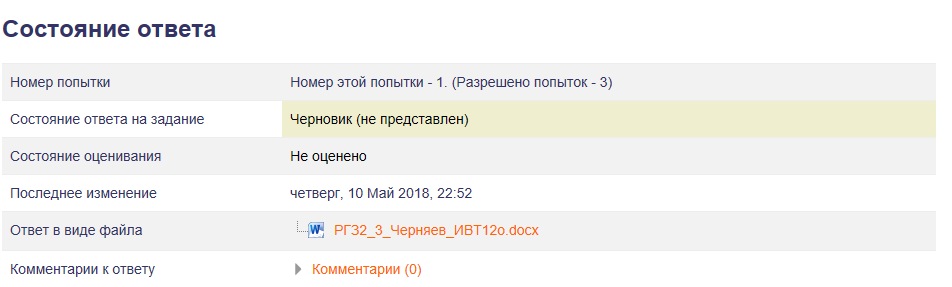 Состояние ответа
Номер попытки Номер этой попытки - 1. (Разрешено попыток - 3)
Состояние ответа на задание Черновик (не представлен)
Состояние оценивания Не оценено
Последнее изменение четверг, 10 Май 2018, 22:52
Ответ в виде файла РГЗ2_3_Черняев_ИВТ12о.docx
Комментарии к ответу Комментарии (0)